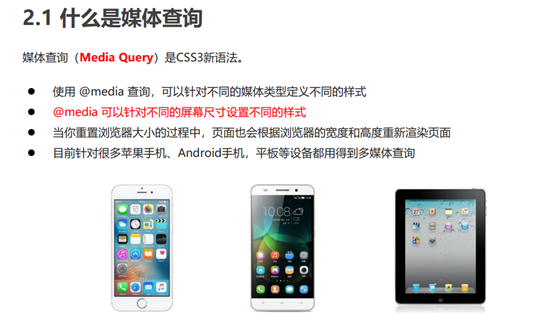 2.1 什么是媒体查询
媒体查询（Media Query）是CSS3新语法。
● 使用 @media 查询，可以针对不同的媒体类型定义不同的样式
● @media 可以针对不同的屏幕尺寸设置不同的样式
● 当你重置浏览器大小的过程中，页面也会根据浏览器的宽度和高度重新渲染页面
● 目前针对很多苹果手机、Android手机，平板等设备都用得到多媒体查询
10:28